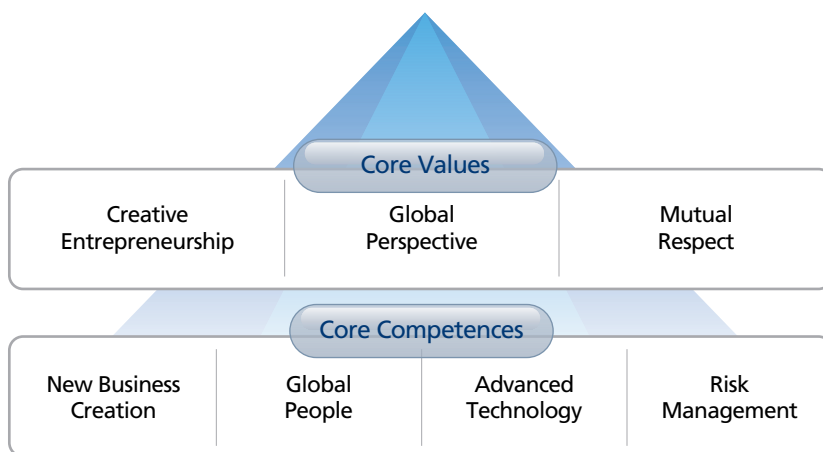 Core Values
Creative
Entrepreneurship
Global
Perspective
Mutual
Respect
Core Competences
New Business
Creation
Global
People
Advanced
Technology
Risk
Management